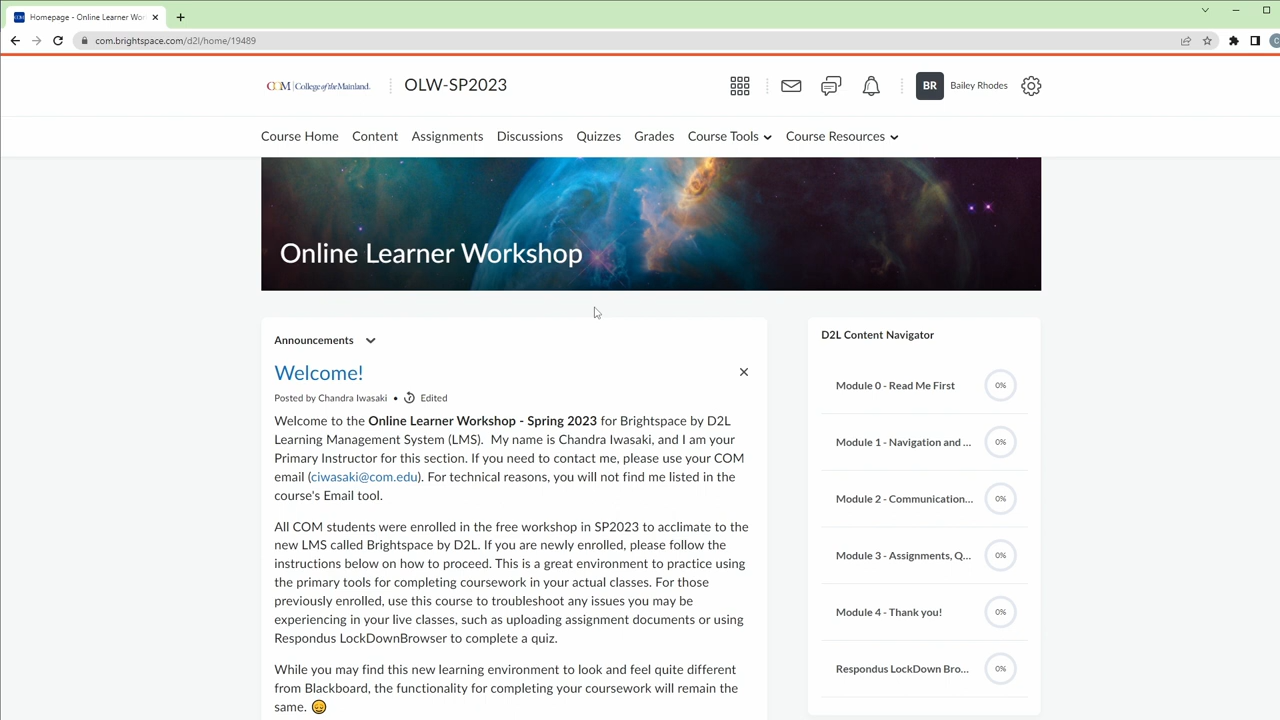 Homepage - Online Learner Wor
com.brightspace.com/d2l/home/19489
COM College of the Mainland.
OLW-SP2023
BR
Bailey Rhodes
Course Home
Content
Assignments
Discussions
Quizzes
Grades
Course Tools
Course Resources
Online Learner Workshop
Announcements
Welcome!
Posted by Chandra Iwasaki • Edited
Welcome to the Online Learner Workshop - Spring 2023 for Brightspace by D2L
Learning Management System (LMS). My name is Chandra Iwasaki, and I am your
Primary Instructor for this section. If you need to contact me, please use your COM
email (ciwasaki@com.edu). For technical reasons, you will not find me listed in the
course's Email tool.
All COM students were enrolled in the free workshop in SP2023 to acclimate to the
new LMS called Brightspace by D2L. If you are newly enrolled, please follow the
instructions below on how to proceed. This is a great environment to practice using
the primary tools for completing coursework in your actual classes. For those
previously enrolled, use this course to troubleshoot any issues you may be
experiencing in your live classes, such as uploading assignment documents or using
Respondus LockDownBrowser to complete a quiz.
While you may find this new learning environment to look and feel quite different
from Blackboard, the functionality for completing your coursework will remain the
same. 😄
D2L Content Navigator
Module 0 - Read Me First
0%
Module 1 - Navigation and ...
0%
Module 2 - Communication...
0%
Module 3 - Assignments, Q...
0%
Module 4 - Thank you!
0%
Respondus LockDown Bro...
0%